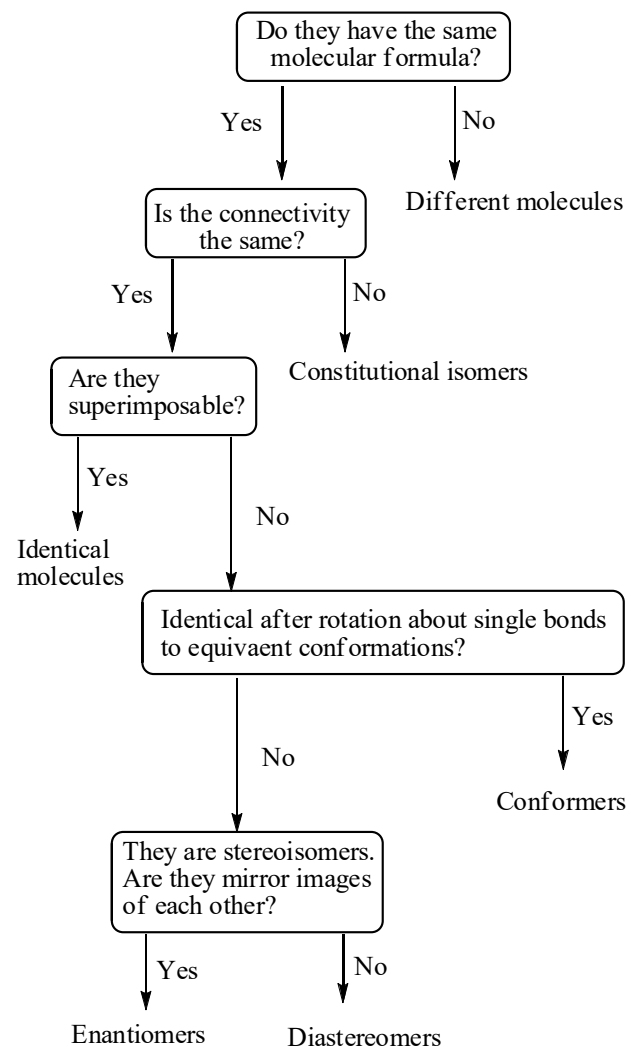 Do they have the same
molecular formula?
Yes
No
Different molecules
Is the connectivity
the same?
Yes
No
Constitutional isomers
Are they
superimposable?
Yes
No
Identical
molecules
Identical after rotation about single bonds
to equivaent conformations?
No
Yes
Conformers
They are stereoisomers.
Are they mirror images
of each other?
Yes
No
Enantiomers
Diastereomers